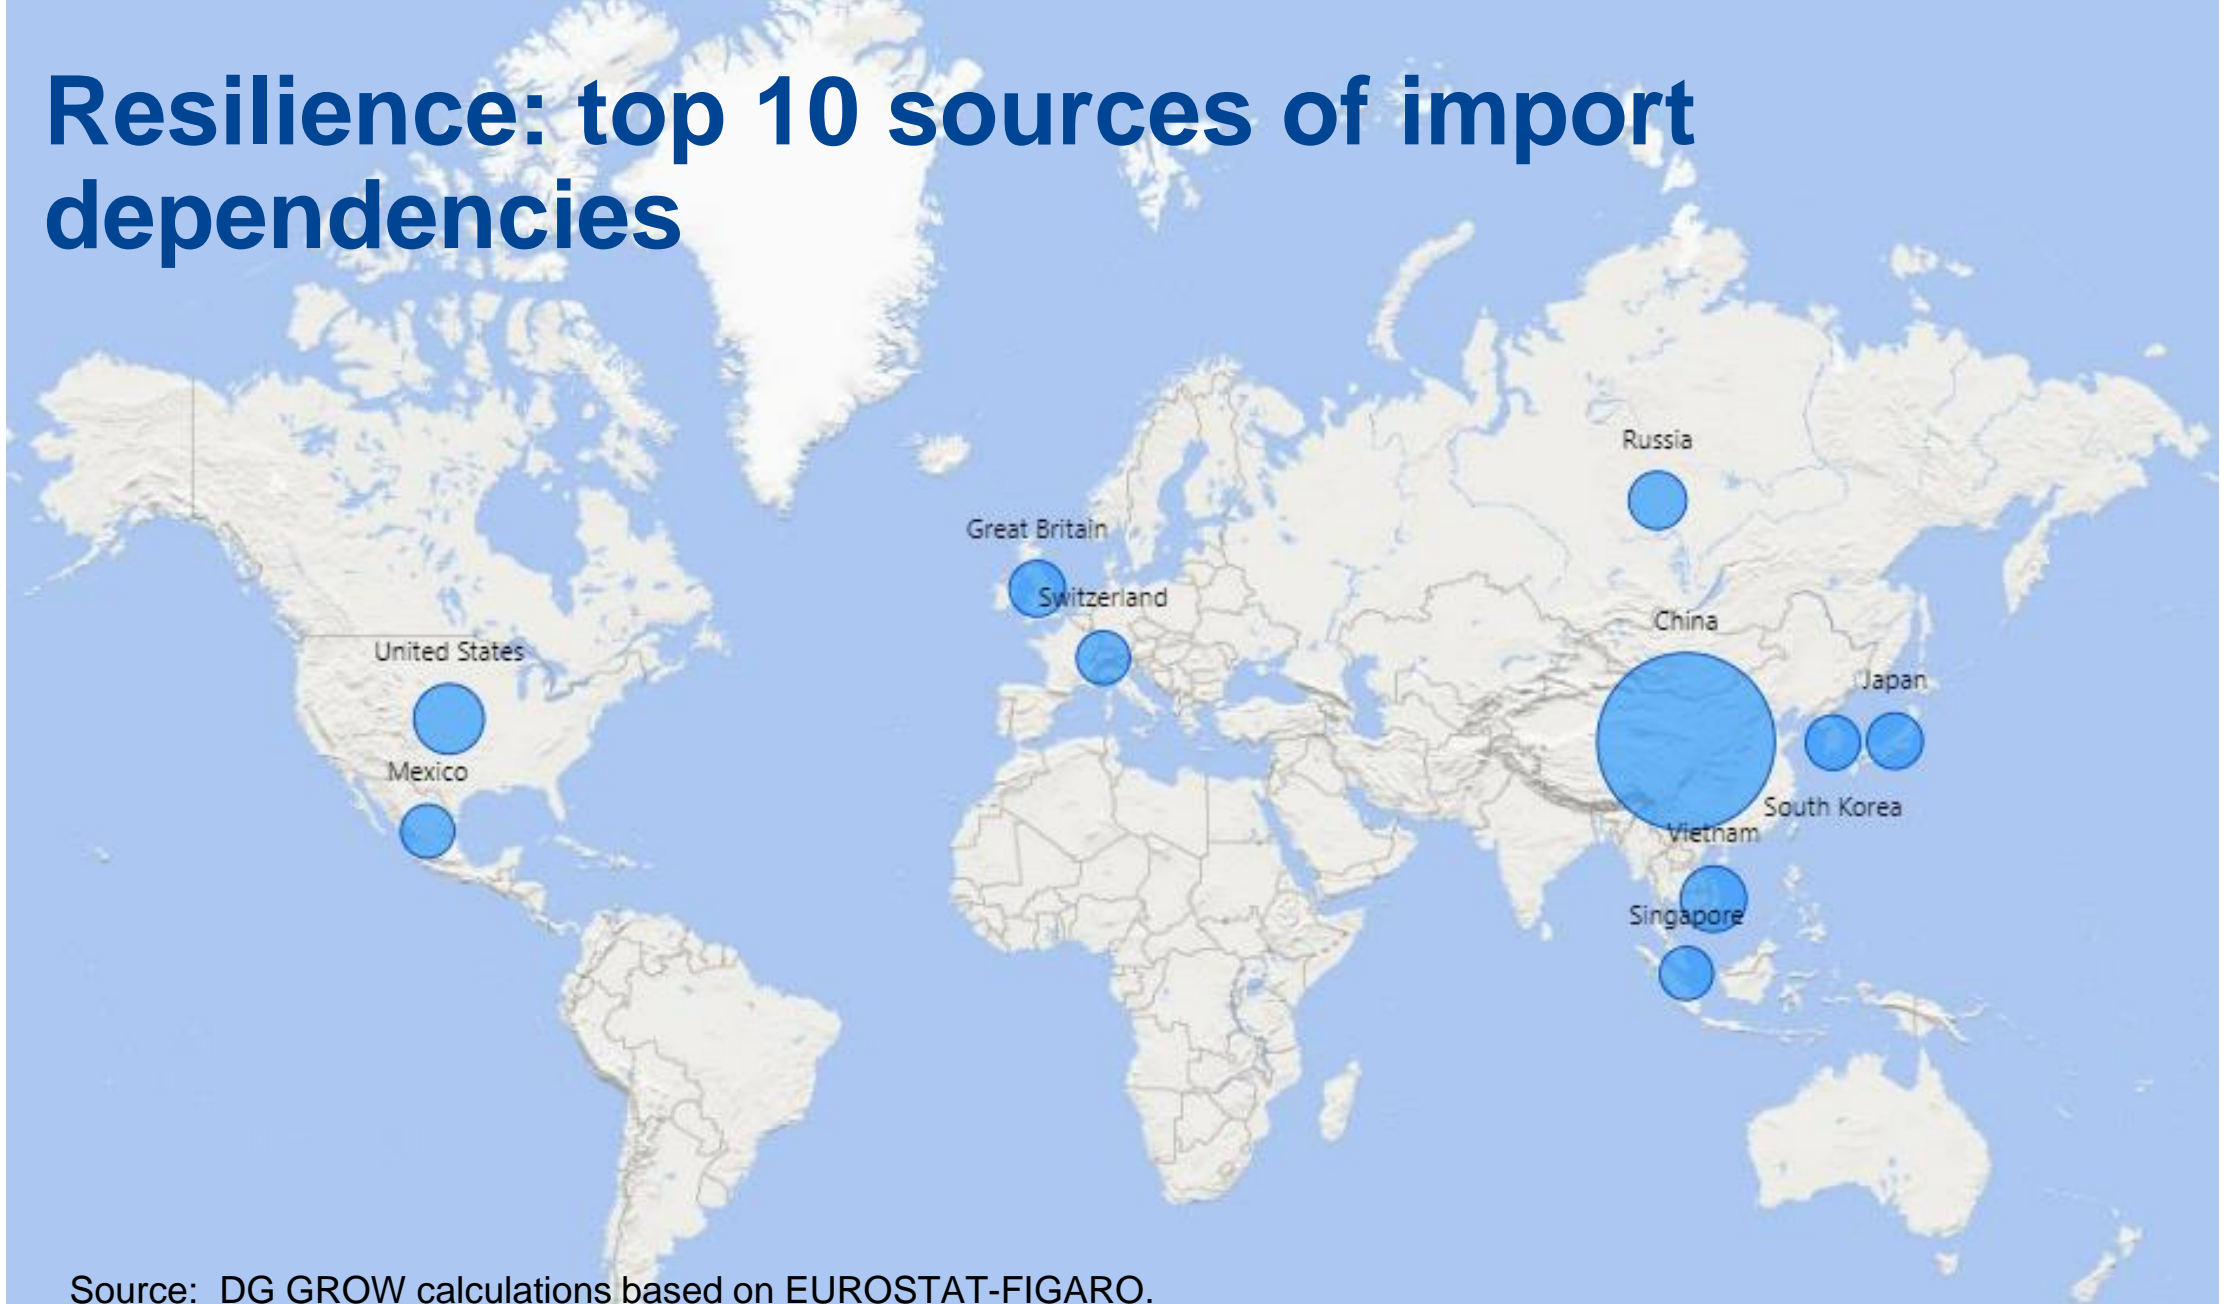 Resilience: top 10 sources of import
dependencies
Russia
Great Britain
Switzerland
China
United States
Japan
Mexico
South Korea
Vietnam
Singapore
Source: DG GROW calculations based on EUROSTAT-FIGARO.